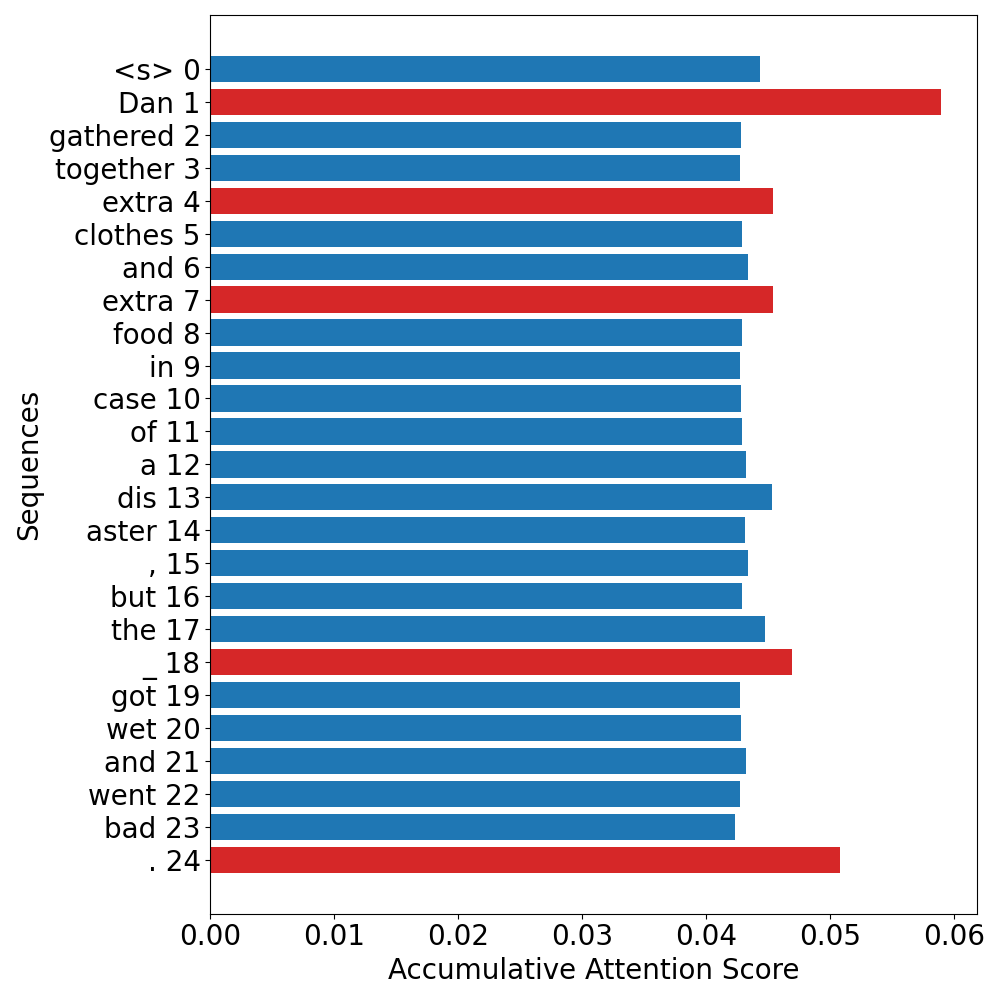 <s> 0
Dan 1
gathered 2
together 3
extra 4
clothes 5
and 6
extra 7
food 8
in 9
case 10
of 11
a 12
dis 13
aster 14
, 15
but 16
the 17
_ 18
got 19
wet 20
and 21
went 22
bad 23
. 24
Sequences
0.00 0.01 0.02 0.03 0.04 0.05 0.06
Accumulative Attention Score